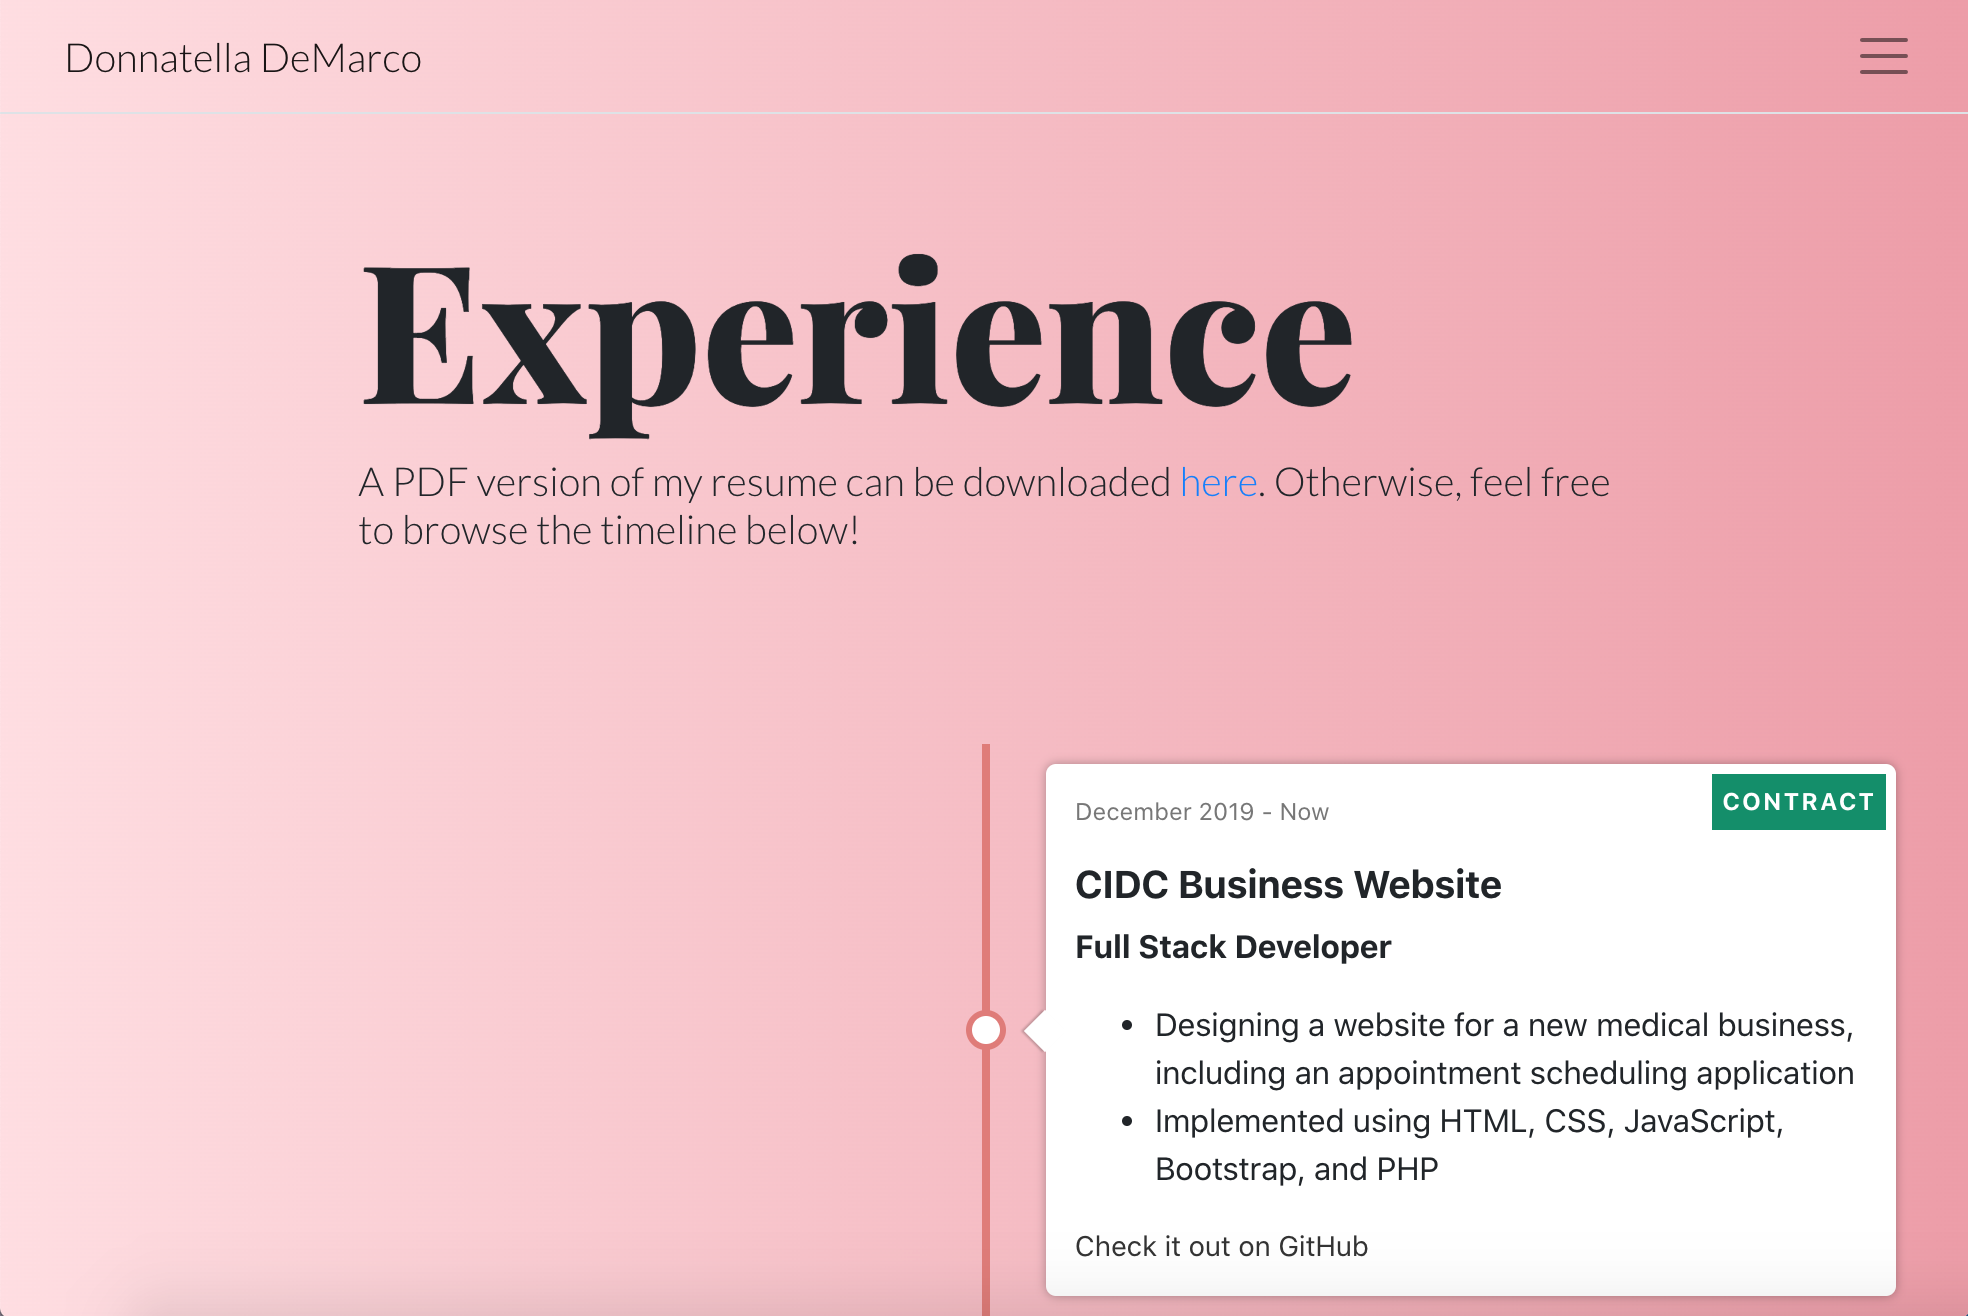 Donnatella DeMarco
Experience
A PDF version of my resume can be downloaded here. Otherwise, feel free
to browse the timeline below!
December 2019 - Now
CONTRACT
CIDC Business Website
Full Stack Developer
• Designing a website for a new medical business,
including an appointment scheduling application
• Implemented using HTML, CSS, JavaScript,
Bootstrap, and PHP
Check it out on GitHub